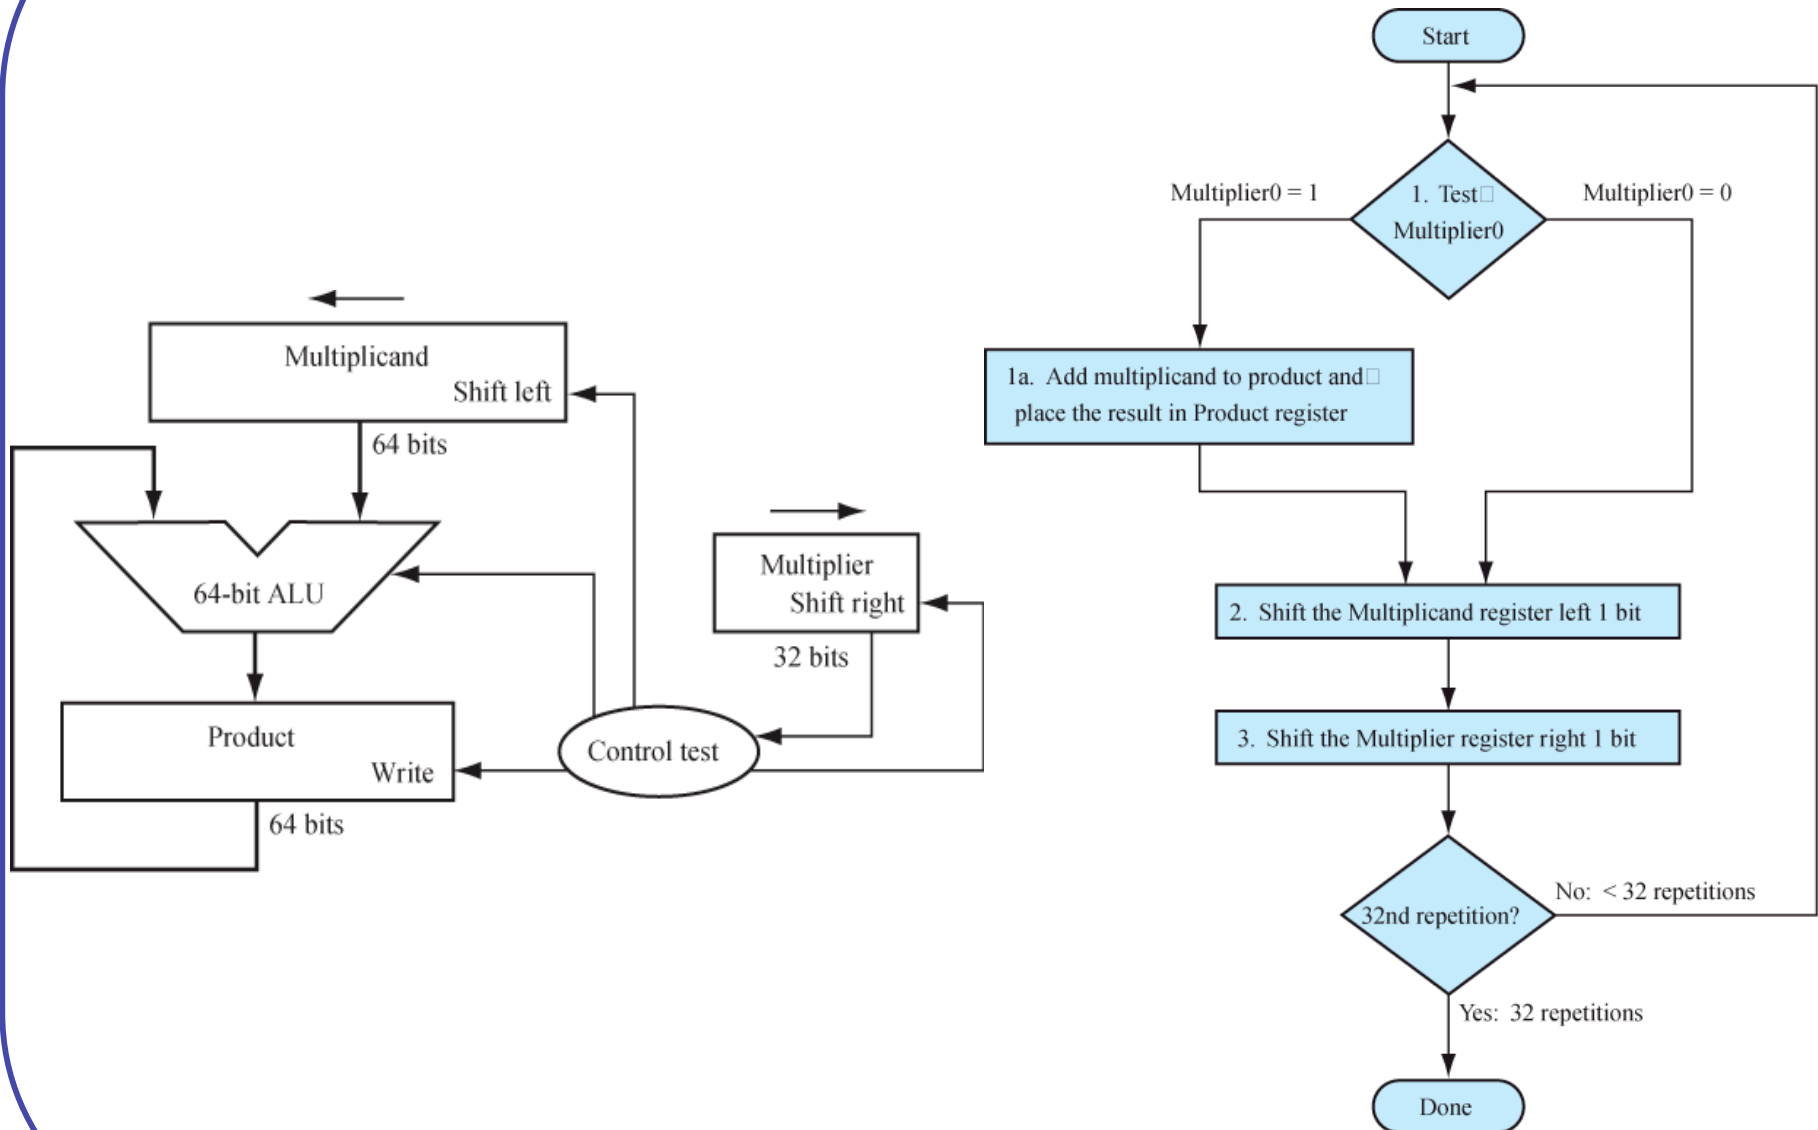 Multiplicand
Shift left
64 bits
64-bit ALU
Multiplier
Shift right
32 bits
Product
Write
Control test
64 bits
Start
Multiplier0 = 1
1. Test□
Multiplier0
Multiplier0 = 0
1a. Add multiplicand to product and□
place the result in Product register
2. Shift the Multiplicand register left 1 bit
3. Shift the Multiplier register right 1 bit
32nd repetition?
No: < 32 repetitions
Yes: 32 repetitions
Done